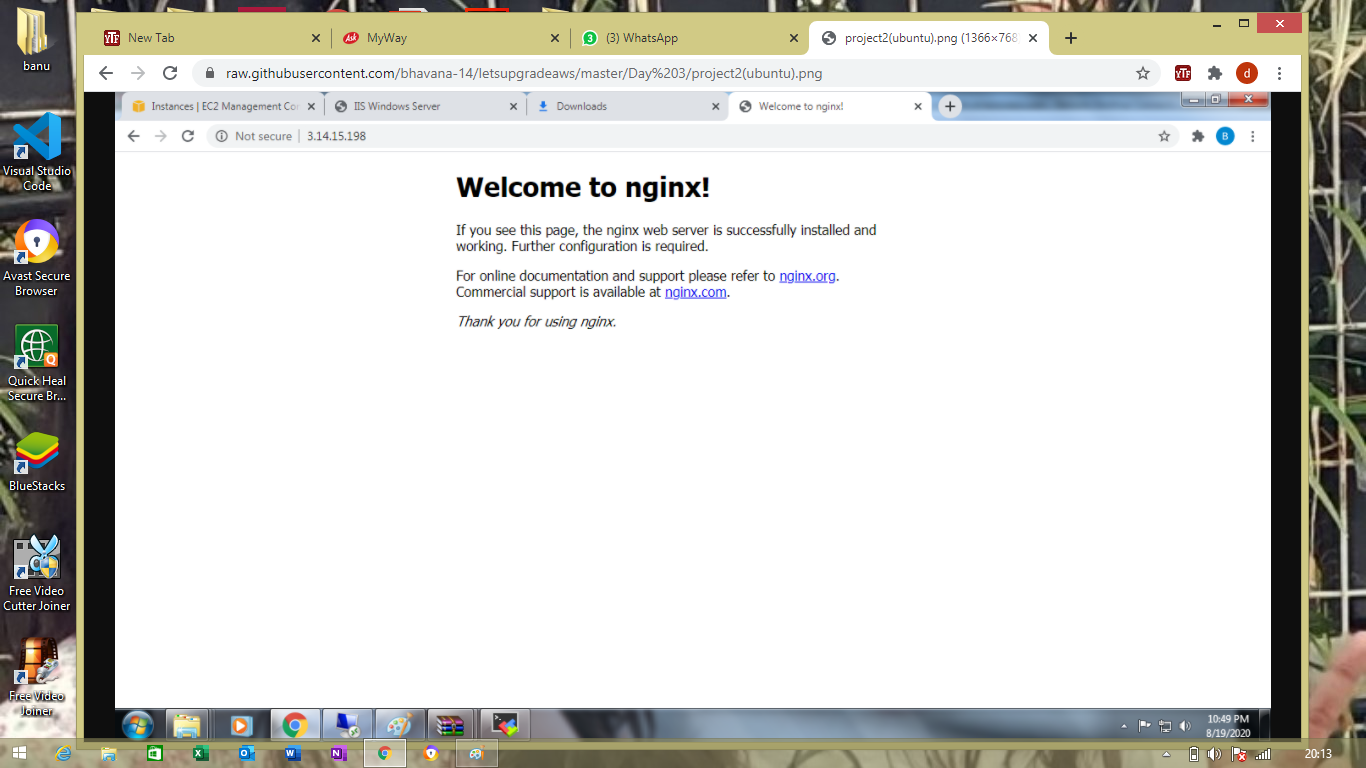 New Tab
MyWay
(3) WhatsApp
project2(ubuntu).png (1366×768
raw.githubusercontent.com/bhavana-14/letsupgradeaws/master/Day%203/project2(ubuntu).png
d
Instances | EC2 Management Con
IIS Windows Server
Downloads
Welcome to nginx!
Not secure
3.14.15.198
B
Welcome to nginx!
If you see this page, the nginx web server is successfully installed and
working. Further configuration is required.
For online documentation and support please refer to nginx.org.
Commercial support is available at nginx.com.
Thank you for using nginx.
10:49 PM
8/19/2020
banu
Visual Studio
Code
Avast Secure
Browser
Quick Heal
Secure Br...
BlueStacks
Free Video
Cutter Joiner
Free Video
Joiner
20:13